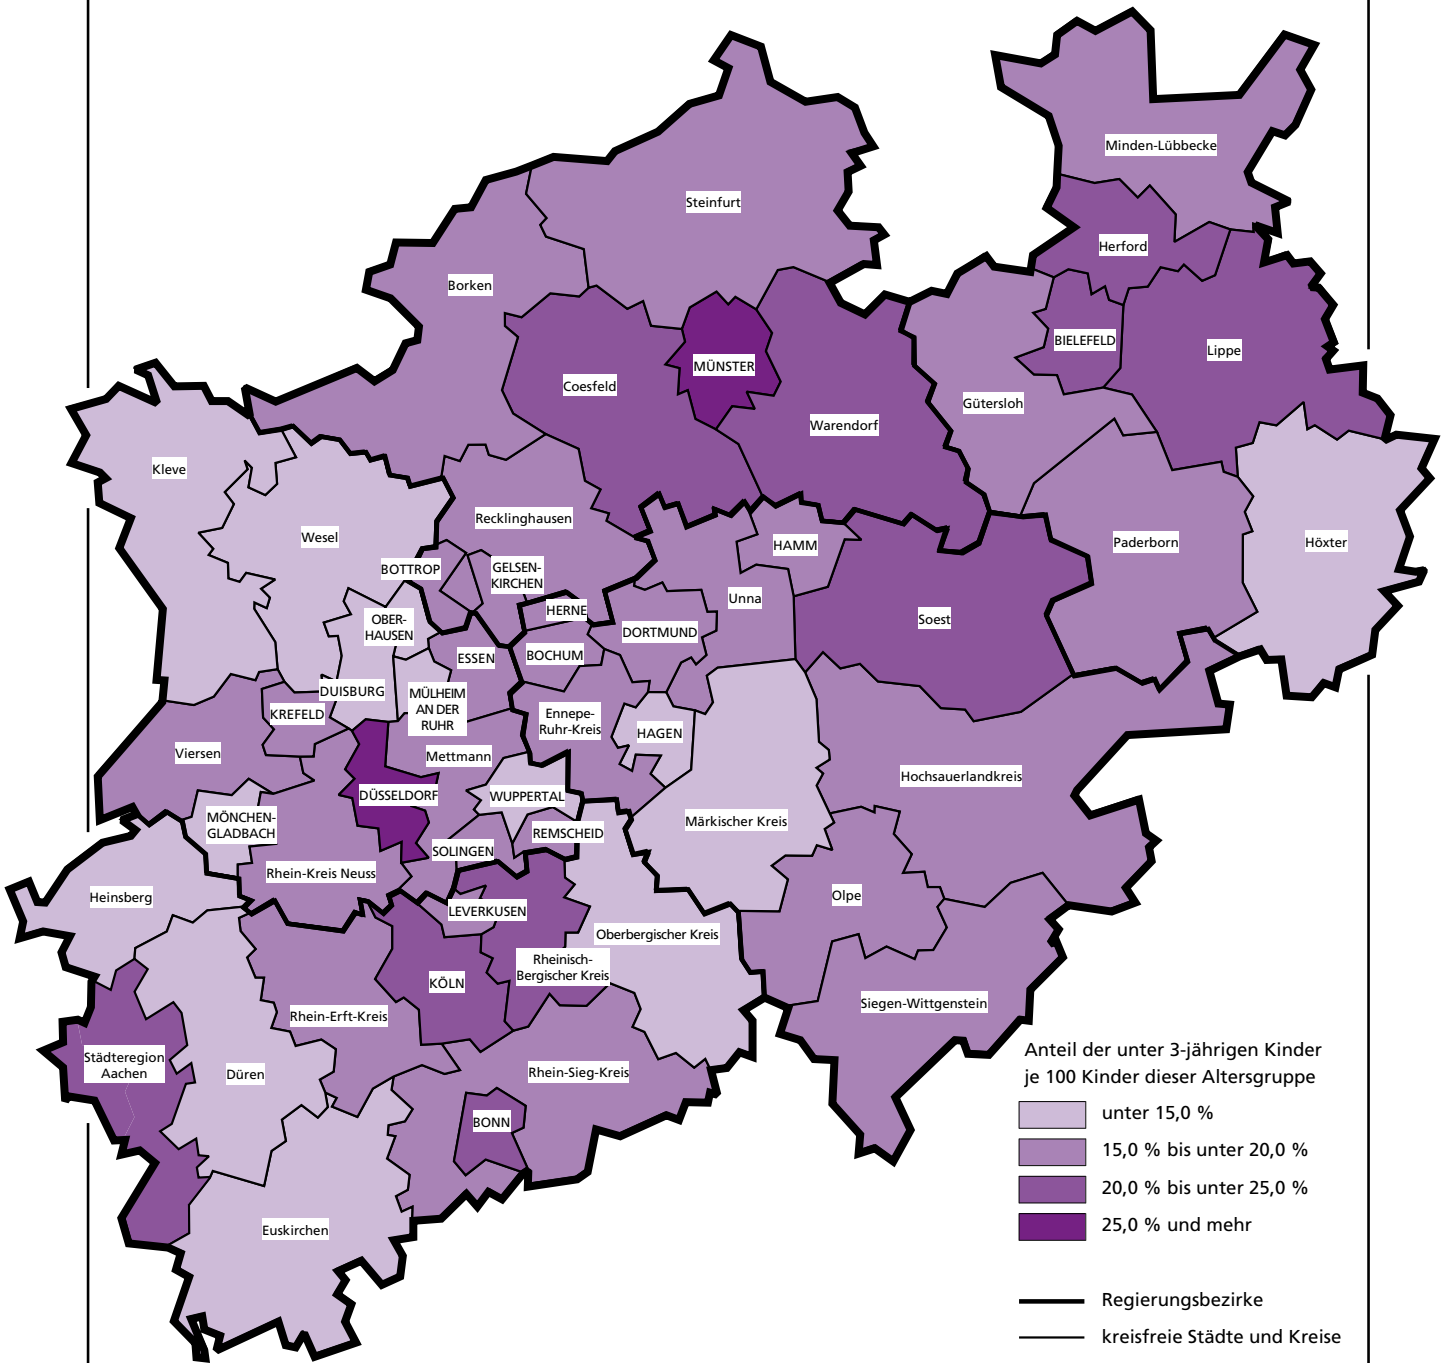 Minden-Lübbecke
Steinfurt
Herford
Borken
BIELEFELD
Lippe
MÜNSTER
Coesfeld
Gütersloh
Warendorf
Kleve
Recklinghausen
Wesel
HAMM
Paderborn
Höxter
BOTTROP
GELSEN-
KIRCHEN
Unna
HERNE
Soest
OBER-
HAUSEN
DORTMUND
BOCHUM
ESSEN
DUISBURG
MÜLHEIM
AN DER
RUHR
KREFELD
Ennepe-
Ruhr-Kreis
HAGEN
Viersen
Mettmann
Hochsauerlandkreis
DÜSSELDORF
WUPPERTAL
MÖNCHEN-
GLADBACH
Märkischer Kreis
REMSCHEID
SOLINGEN
Rhein-Kreis Neuss
Heinsberg
Olpe
LEVERKUSEN
Oberbergischer Kreis
Rheinisch-
Bergischer Kreis
KÖLN
Siegen-Wittgenstein
Rhein-Erft-Kreis
Städteregion
Aachen
Düren
Rhein-Sieg-Kreis
BONN
Euskirchen
Anteil der unter 3-jährigen Kinder
je 100 Kinder dieser Altersgruppe
unter 15,0 %
15,0 % bis unter 20,0 %
20,0 % bis unter 25,0 %
25,0 % und mehr
Regierungsbezirke
kreisfreie Städte und Kreise